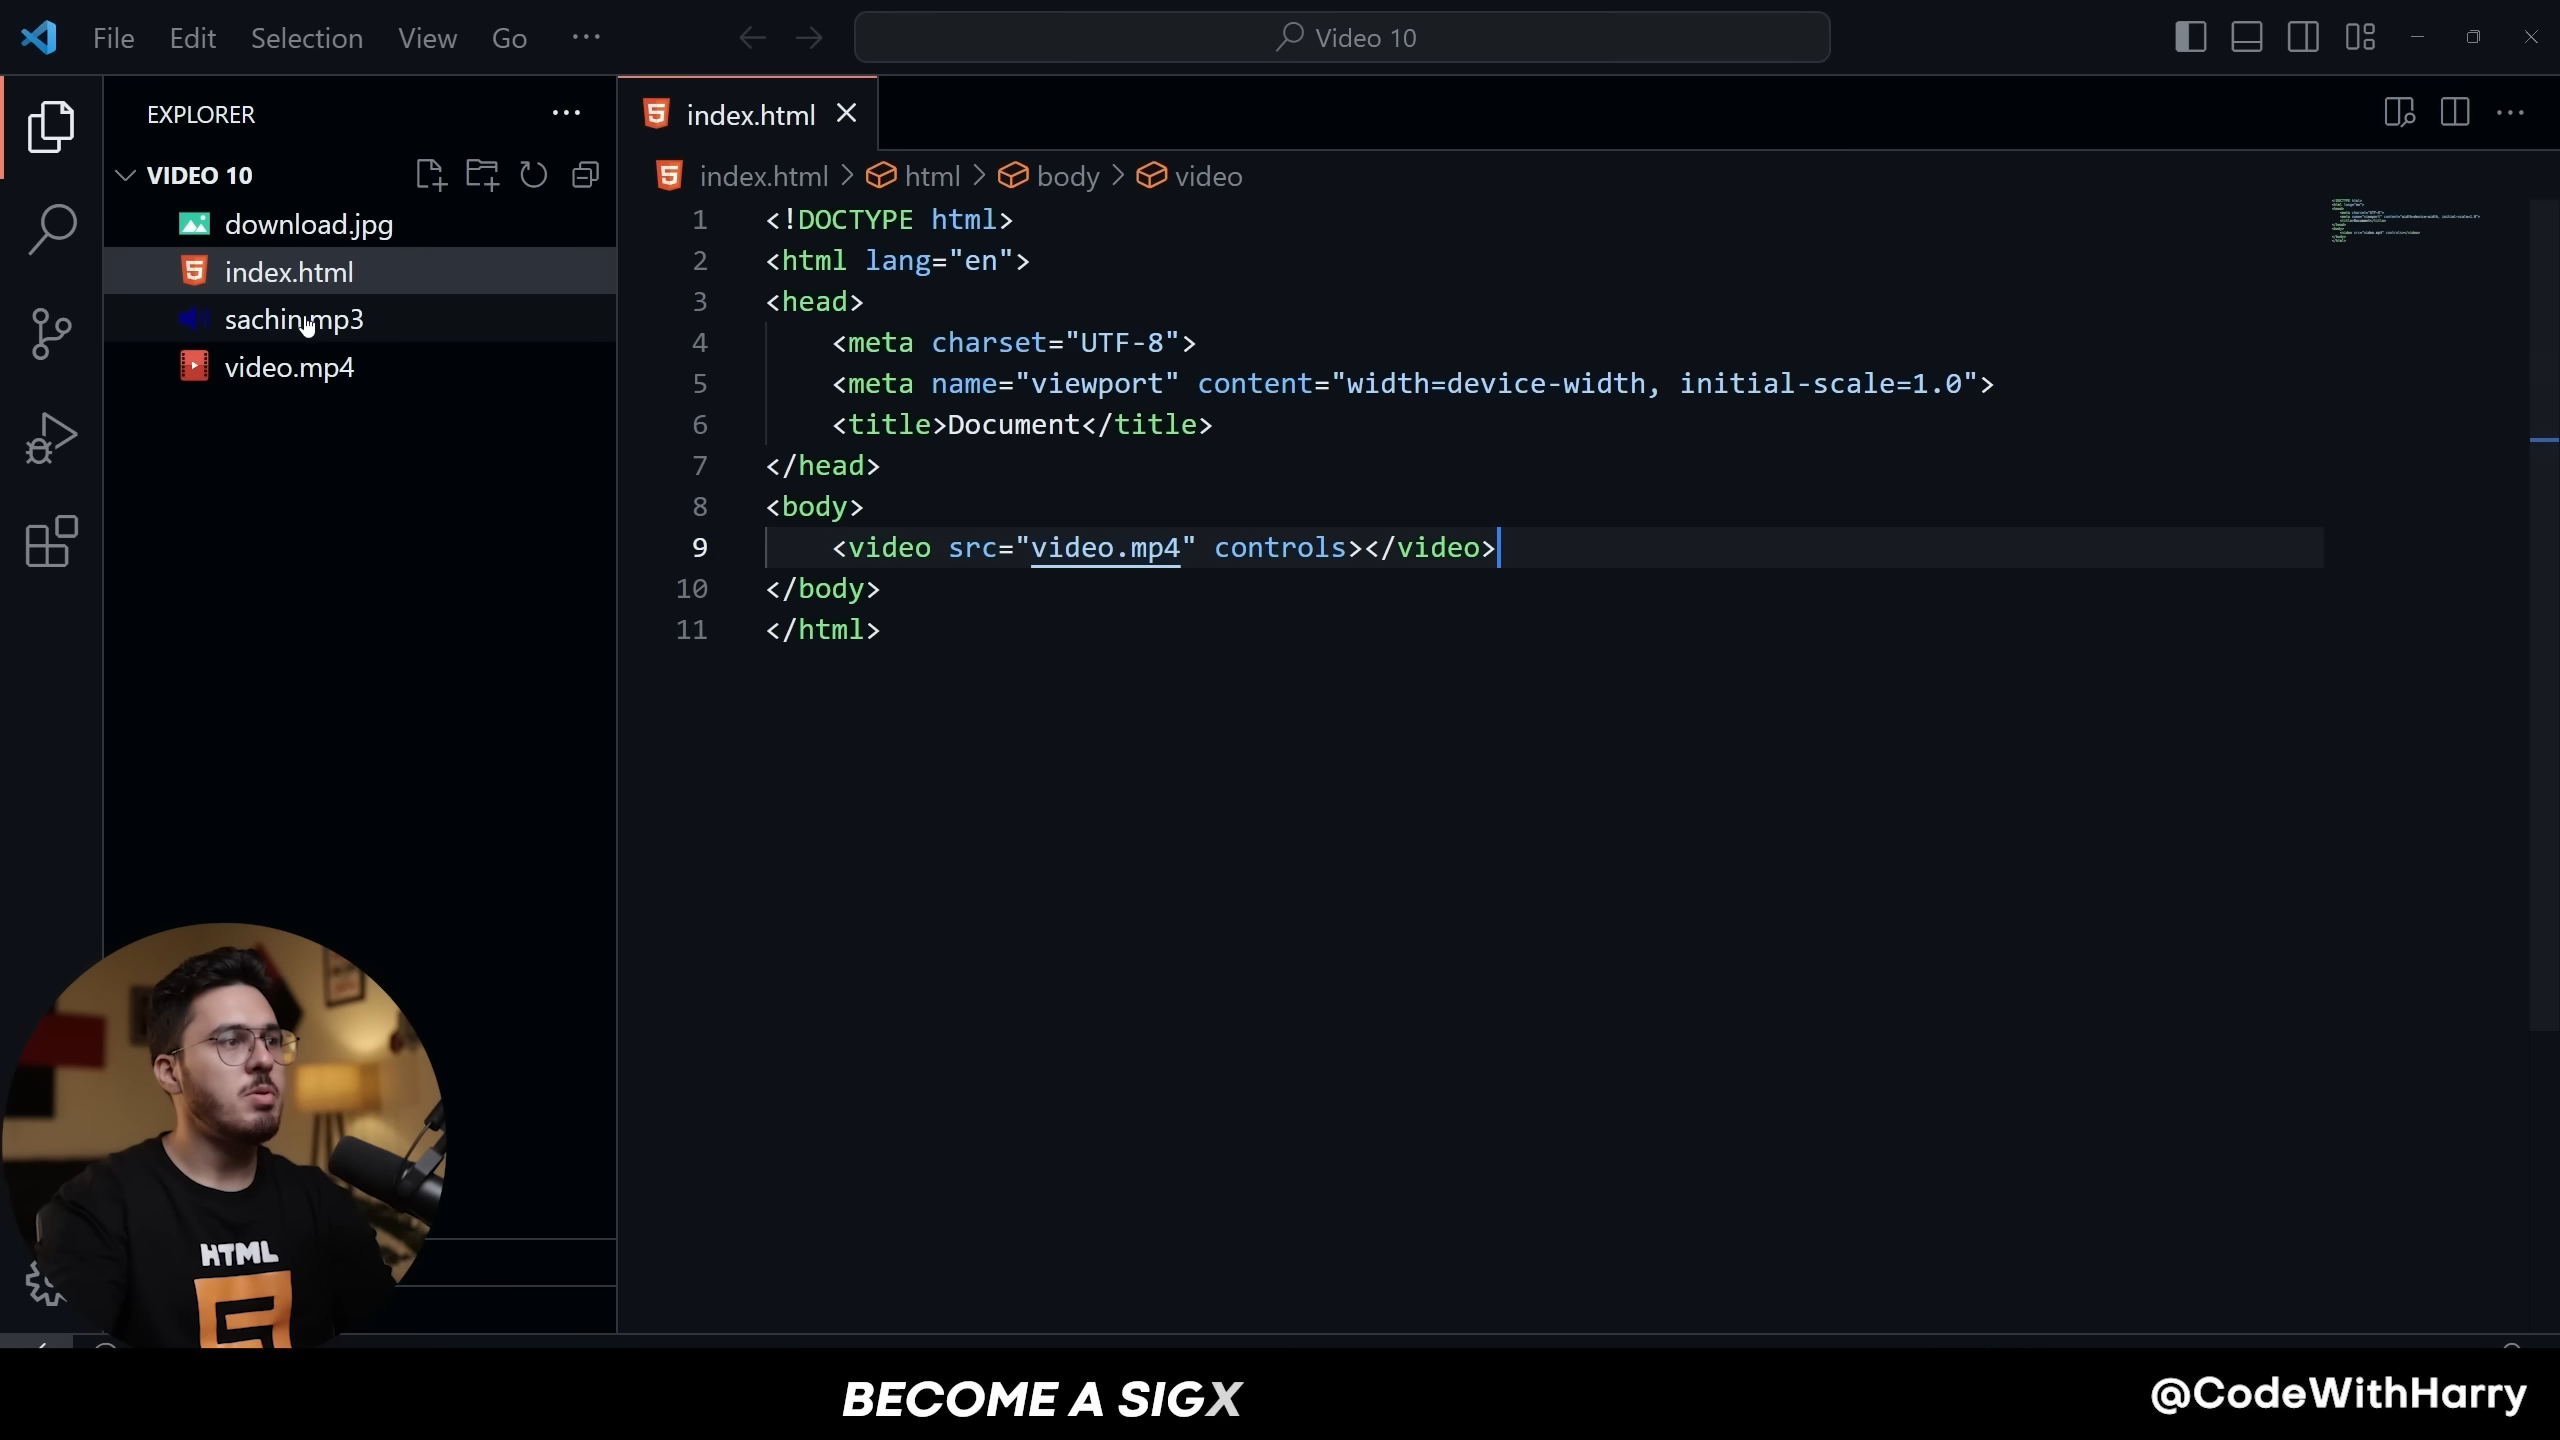 File Edit Selection View Go ··· Video 10
EXPLORER ···
VIDEO 10
download.jpg
index.html
sachin.mp3
video.mp4
index.html
index.html > html > body > video
1 <!DOCTYPE html>
2 <html lang="en">
3 <head>
4 <meta charset="UTF-8">
5 <meta name="viewport" content="width=device-width, initial-scale=1.0">
6 <title>Document</title>
7 </head>
8 <body>
9 <video src="video.mp4" controls></video>
10 </body>
11 </html>
HTML
BECOME A SIGX
@CodeWithHarry